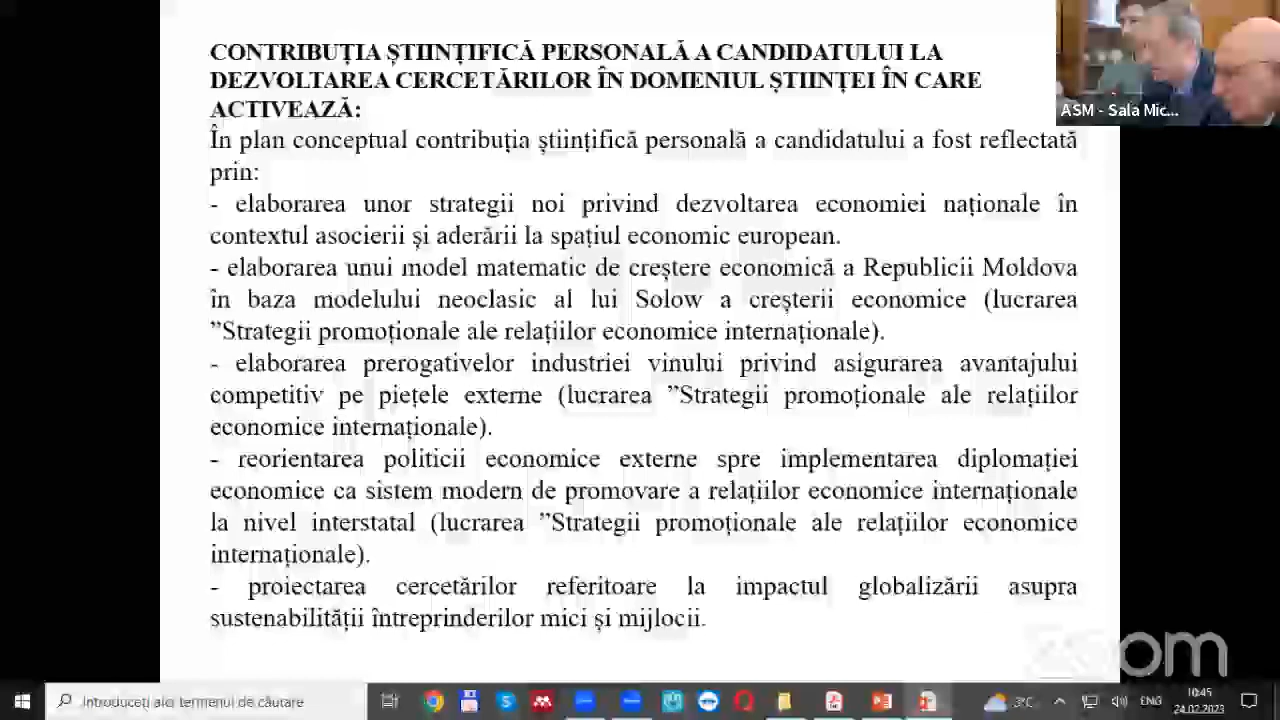 CONTRIBUȚIA ȘTIINȚIFICĂ PERSONALĂ A CANDIDATULUI LA
DEZVOLTAREA CERCETĂRILOR ÎN DOMENIUL ȘTIINȚEI ÎN CARE
ACTIVEAZĂ:
ASM - Sala Mic...
În plan conceptual contribuția științifică personală a candidatului a fost reflectată
prin:
- elaborarea unor strategii noi privind dezvoltarea economiei naționale în
contextul asocierii și aderării la spațiul economic european.
- elaborarea unui model matematic de creștere economică a Republicii Moldova
în baza modelului neoclasic al lui Solow a creșterii economice (lucrarea
”Strategii promoționale ale relațiilor economice internaționale).
- elaborarea prerogativelor industriei vinului privind asigurarea avantajului
competitiv pe piețele externe (lucrarea ”Strategii promoționale ale relațiilor
economice internaționale).
- reorientarea politicii economice externe spre implementarea diplomației
economice ca sistem modern de promovare a relațiilor economice internaționale
la nivel interstatal (lucrarea ”Strategii promoționale ale relațiilor economice
internaționale).
- proiectarea cercetărilor referitoare la impactul globalizării asupra
sustenabilității întreprinderilor mici și mijlocii.
zoom
Introduceți aici termenul de căutare
3°C
ENG
10:45
24.02.2023